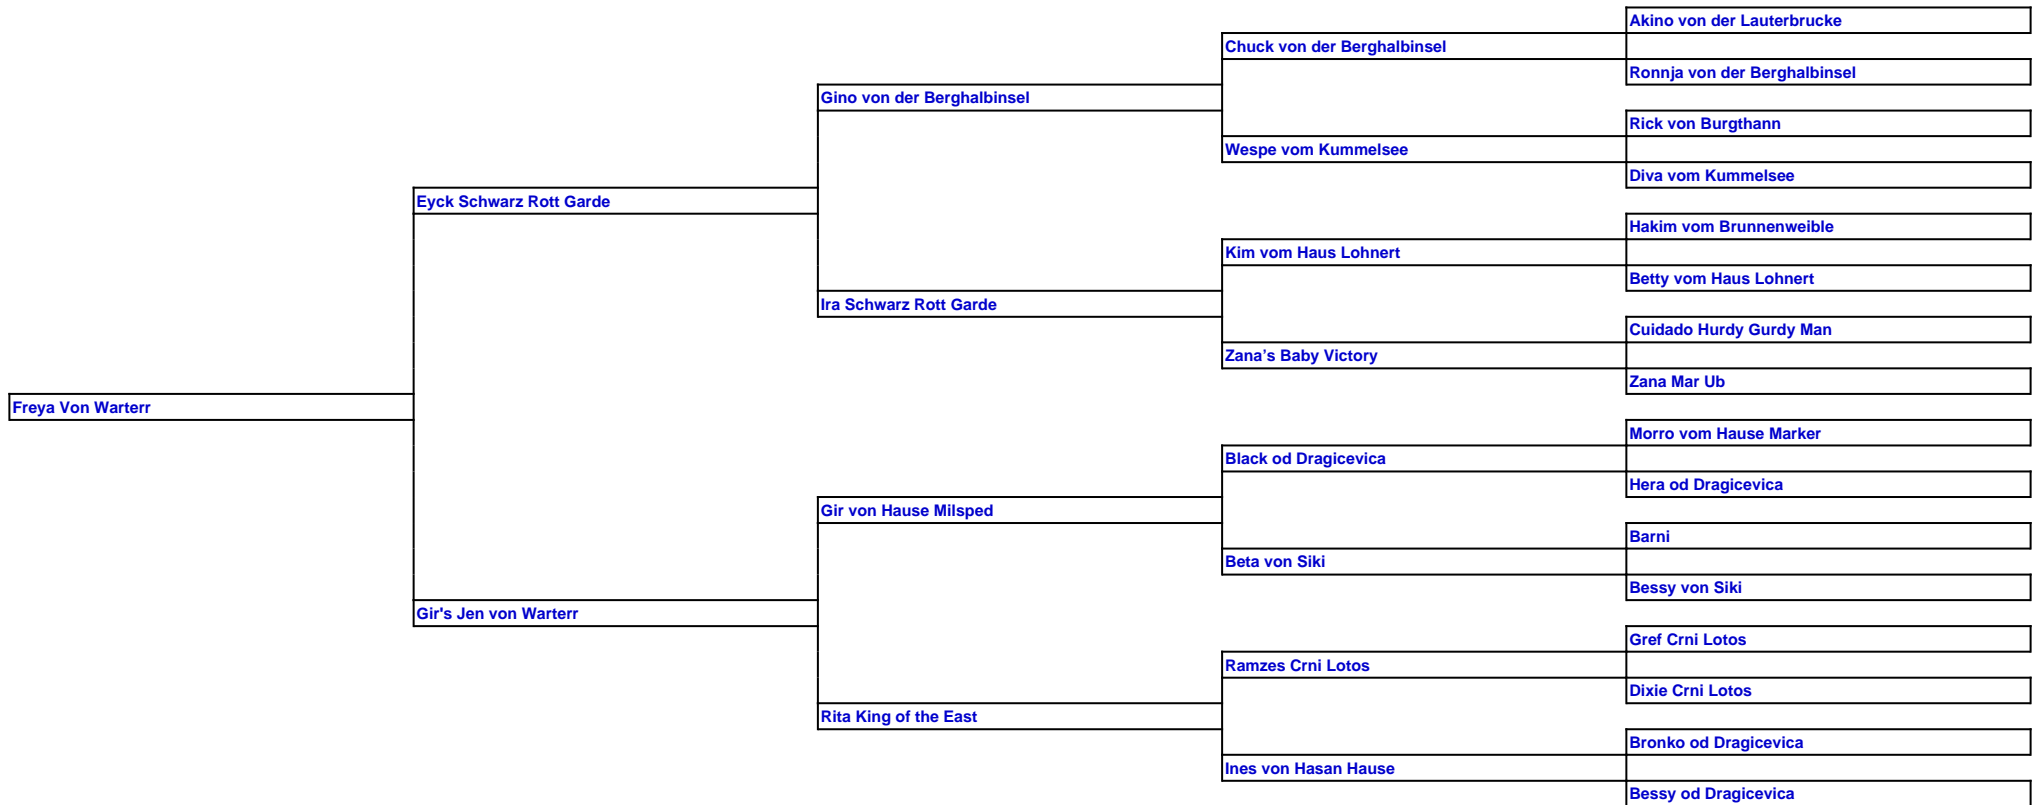 Akino von der Lauterbrucke
Chuck von der Berghalbinsel
Ronnja von der Berghalbinsel
Gino von der Berghalbinsel
Rick von Burgthann
Wespe vom Kummelsee
Diva vom Kummelsee
Eyck Schwarz Rott Garde
Hakim vom Brunnenweible
Kim vom Haus Lohnert
Betty vom Haus Lohnert
Ira Schwarz Rott Garde
Cuidado Hurdy Gurdy Man
Zana’s Baby Victory
Zana Mar Ub
Freya Von Warterr
Morro vom Hause Marker
Black od Dragicevica
Hera od Dragicevica
Gir von Hause Milsped
Barni
Beta von Siki
Bessy von Siki
Gir's Jen von Warterr
Gref Crni Lotos
Ramzes Crni Lotos
Dixie Crni Lotos
Rita King of the East
Bronko od Dragicevica
Ines von Hasan Hause
Bessy od Dragicevica